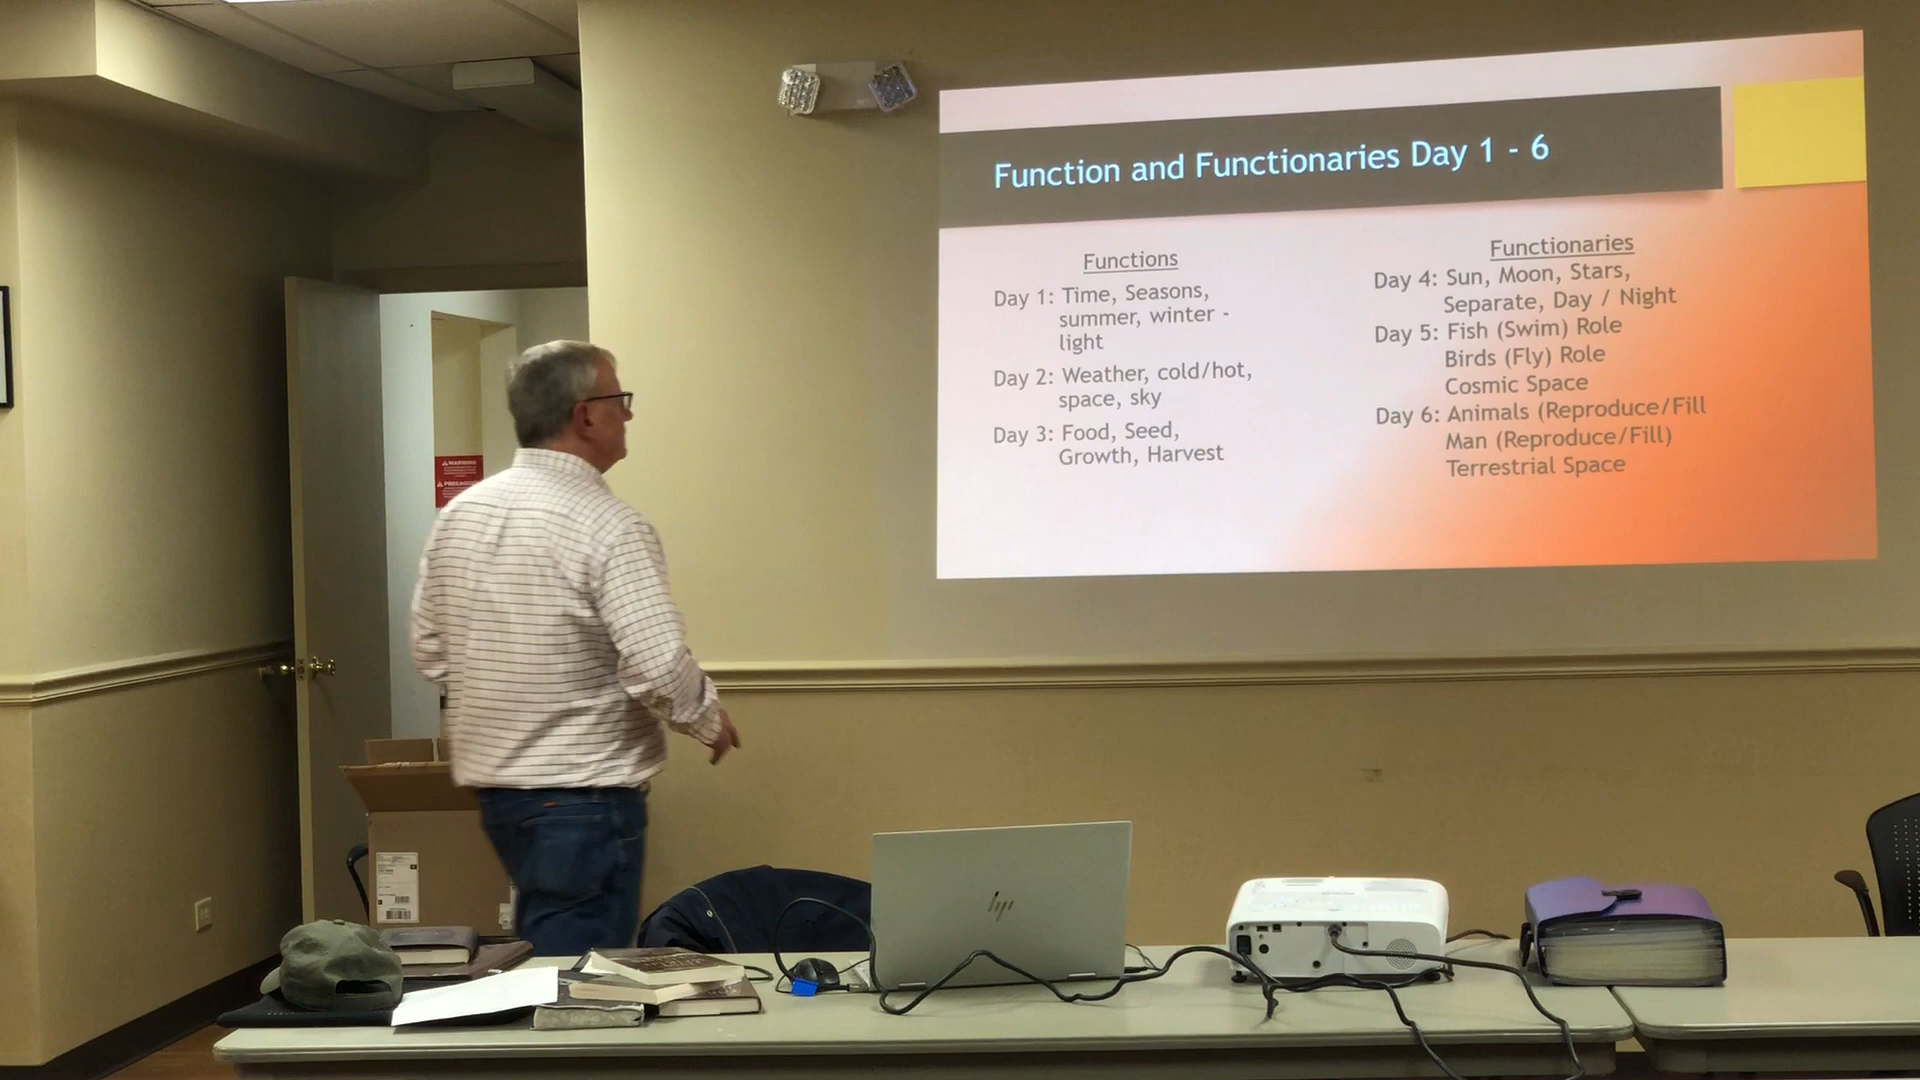 Function and Functionaries Day 1 - 6
Functions
Day 1: Time, Seasons,
summer, winter -
light
Day 2: Weather, cold/hot,
space, sky
Day 3: Food, Seed,
Growth, Harvest
Functionaries
Day 4: Sun, Moon, Stars,
Separate, Day / Night
Day 5: Fish (Swim) Role
Birds (Fly) Role
Cosmic Space
Day 6: Animals (Reproduce/Fill
Man (Reproduce/Fill)
Terrestrial Space
WARNING
hp